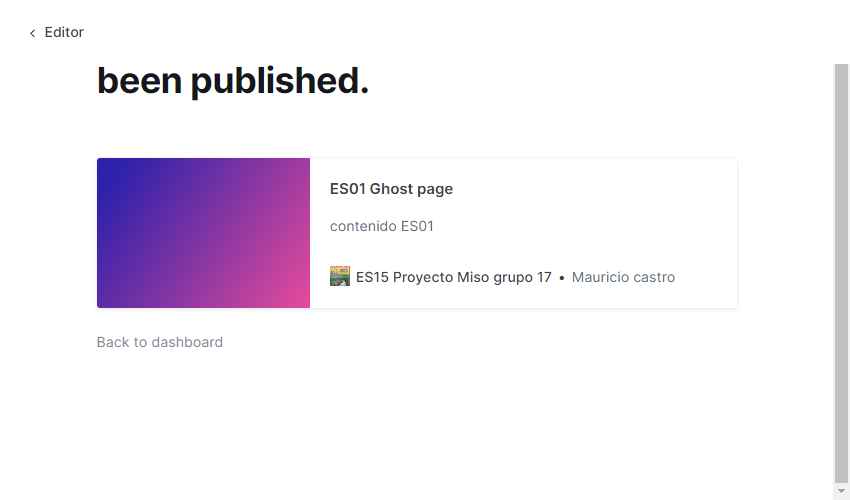 Editor
been published.
ES01 Ghost page
contenido ES01
ES15 Proyecto Miso grupo 17 • Mauricio castro
Back to dashboard